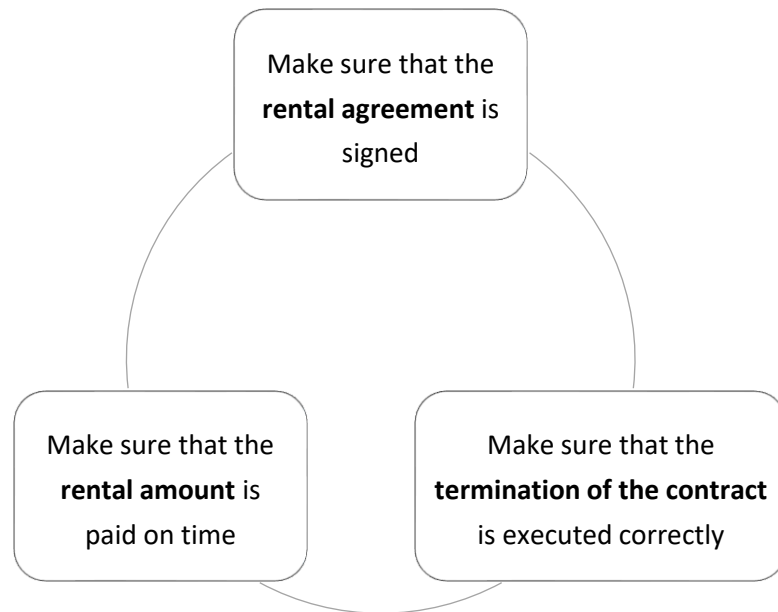 Make sure that the
rental agreement is
signed
Make sure that the
rental amount is
paid on time
Make sure that the
termination of the contract
is executed correctly